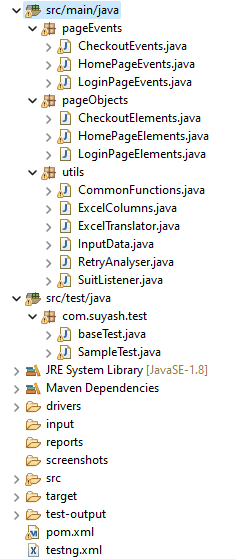 src/main/java
pageEvents
CheckoutEvents.java
HomePageEvents.java
LoginPageEvents.java
pageObjects
CheckoutElements.java
HomePageElements.java
LoginPageElements.java
utils
CommonFunctions.java
ExcelColumns.java
ExcelTranslator.java
InputData.java
RetryAnalyser.java
SuitListener.java
src/test/java
com.suyash.test
baseTest.java
SampleTest.java
JRE System Library [JavaSE-1.8]
Maven Dependencies
drivers
input
reports
screenshots
src
target
test-output
pom.xml
testng.xml